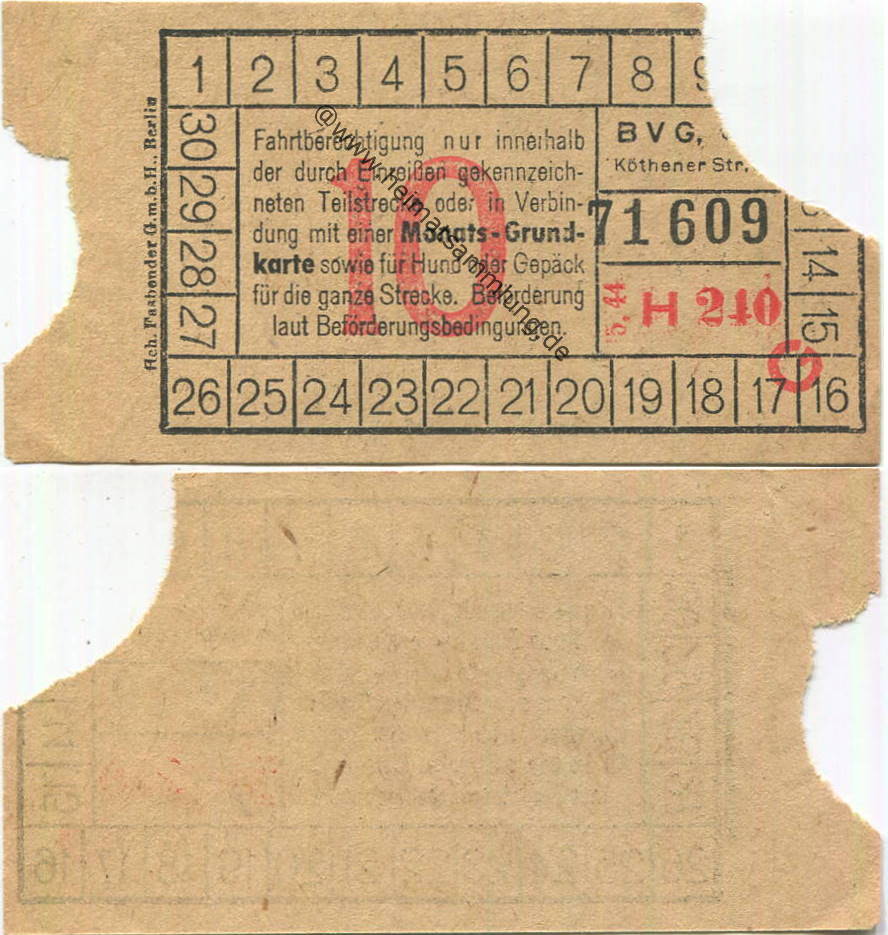 1 2 3 4 5 6 7 8
30
29
28
27
Fahrtberechtigung nur innerhalb
der durch Einreißen gekennzeich-
neten Teilstrecke oder in Verbin-
dung mit einer Monats-Grund-
karte sowie für Hund oder Gepäck
für die ganze Strecke. Beförderung
laut Beförderungsbedingungen.
10
BVG,
Köthener Str.
71 609
5.44 H 240
14
15
G
26 25 24 23 22 21 20 19 18 17 16
Ach. Fasbender G.m.b.H., Berlin
@www.heimatsammlung.de